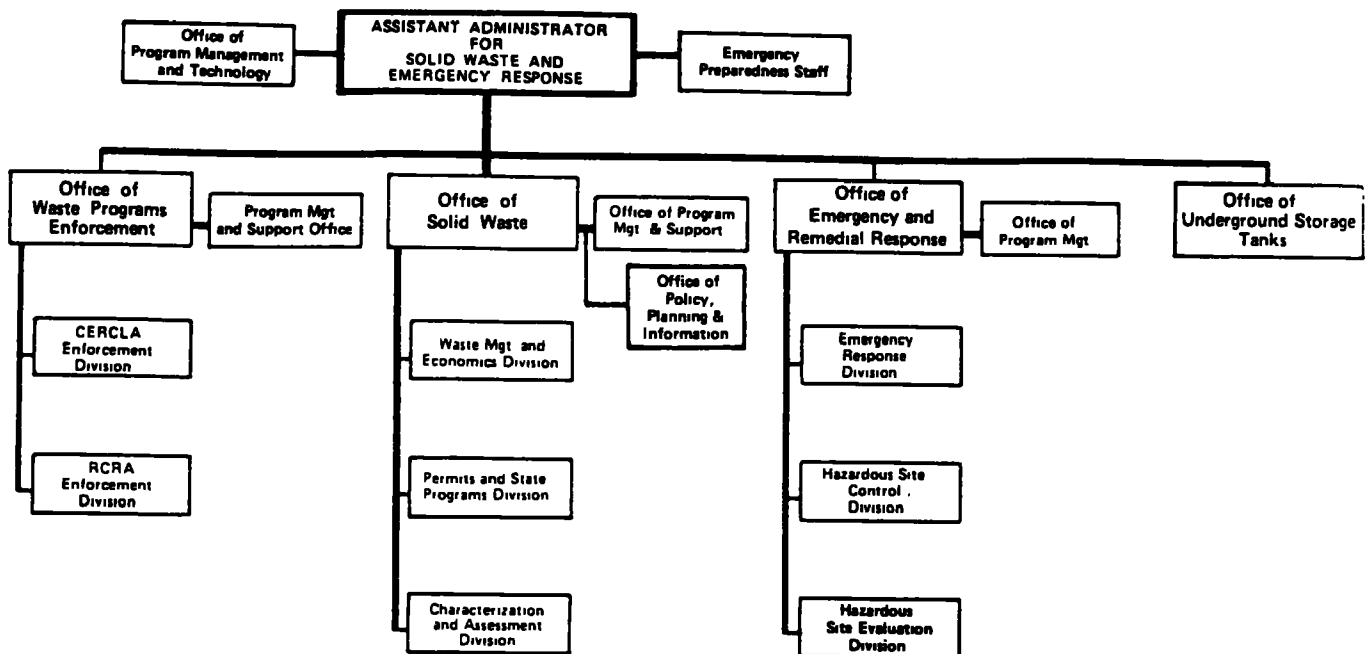 Office of
Program Management
and Technology
ASSISTANT ADMINISTRATOR
FOR
SOLID WASTE AND
EMERGENCY RESPONSE
Emergency
Preparedness Staff
Office of
Waste Programs
Enforcement
Program Mgt
and Support Office
Office of
Solid Waste
Office of Program
Mgt & Support
Office of
Policy,
Planning &
Information
Office of
Emergency and
Remedial Response
Office of
Program Mgt
Office of
Underground Storage
Tanks
CERCLA
Enforcement
Division
RCRA
Enforcement
Division
Waste Mgt and
Economics Division
Permits and State
Programs Division
Characterization
and Assessment
Division
Emergency
Response
Division
Hazardous Site
Control .
Division
Hazardous
Site Evaluation
Division